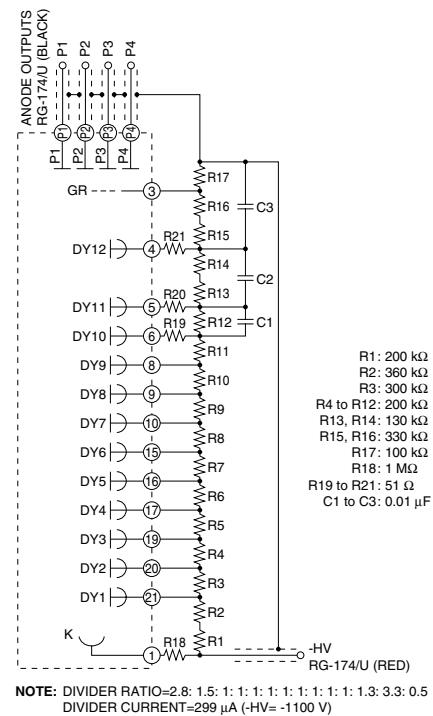 ANODE OUTPUTS
RG-174/U (BLACK)
P1 P2 P3 P4
P1 P2 P3 P4
P1 P2 P3 P4
R17
GR 3
R16
C3
R15
R21
DY12 4
R14
C2
R13
R20
DY11 5
R12 C1
R19
DY10 6
R11
DY9 8
R10
DY8 9
R9
DY7 10
R8
DY6 15
R7
DY5 16
R6
DY4 17
R5
DY3 19
R4
DY2 20
R3
DY1 21
R2
K
R1
R18
1
-HV
RG-174/U (RED)
R1: 200 kΩ
R2: 360 kΩ
R3: 300 kΩ
R4 to R12: 200 kΩ
R13, R14: 130 kΩ
R15, R16: 330 kΩ
R17: 100 kΩ
R18: 1 MΩ
R19 to R21: 51 Ω
C1 to C3: 0.01 μF
NOTE: DIVIDER RATIO=2.8: 1.5: 1: 1: 1: 1: 1: 1: 1: 1: 1: 1.3: 3.3: 0.5
DIVIDER CURRENT=299 μA (-HV= -1100 V)